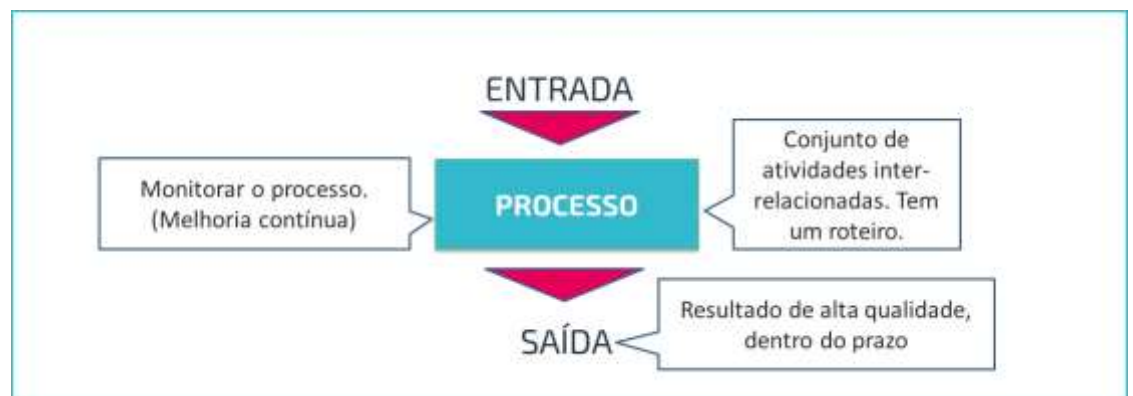 ENTRADA
Monitorar o processo.
(Melhoria contínua)
PROCESSO
Conjunto de
atividades inter-
relacionadas. Tem
um roteiro.
SAÍDA
Resultado de alta qualidade,
dentro do prazo